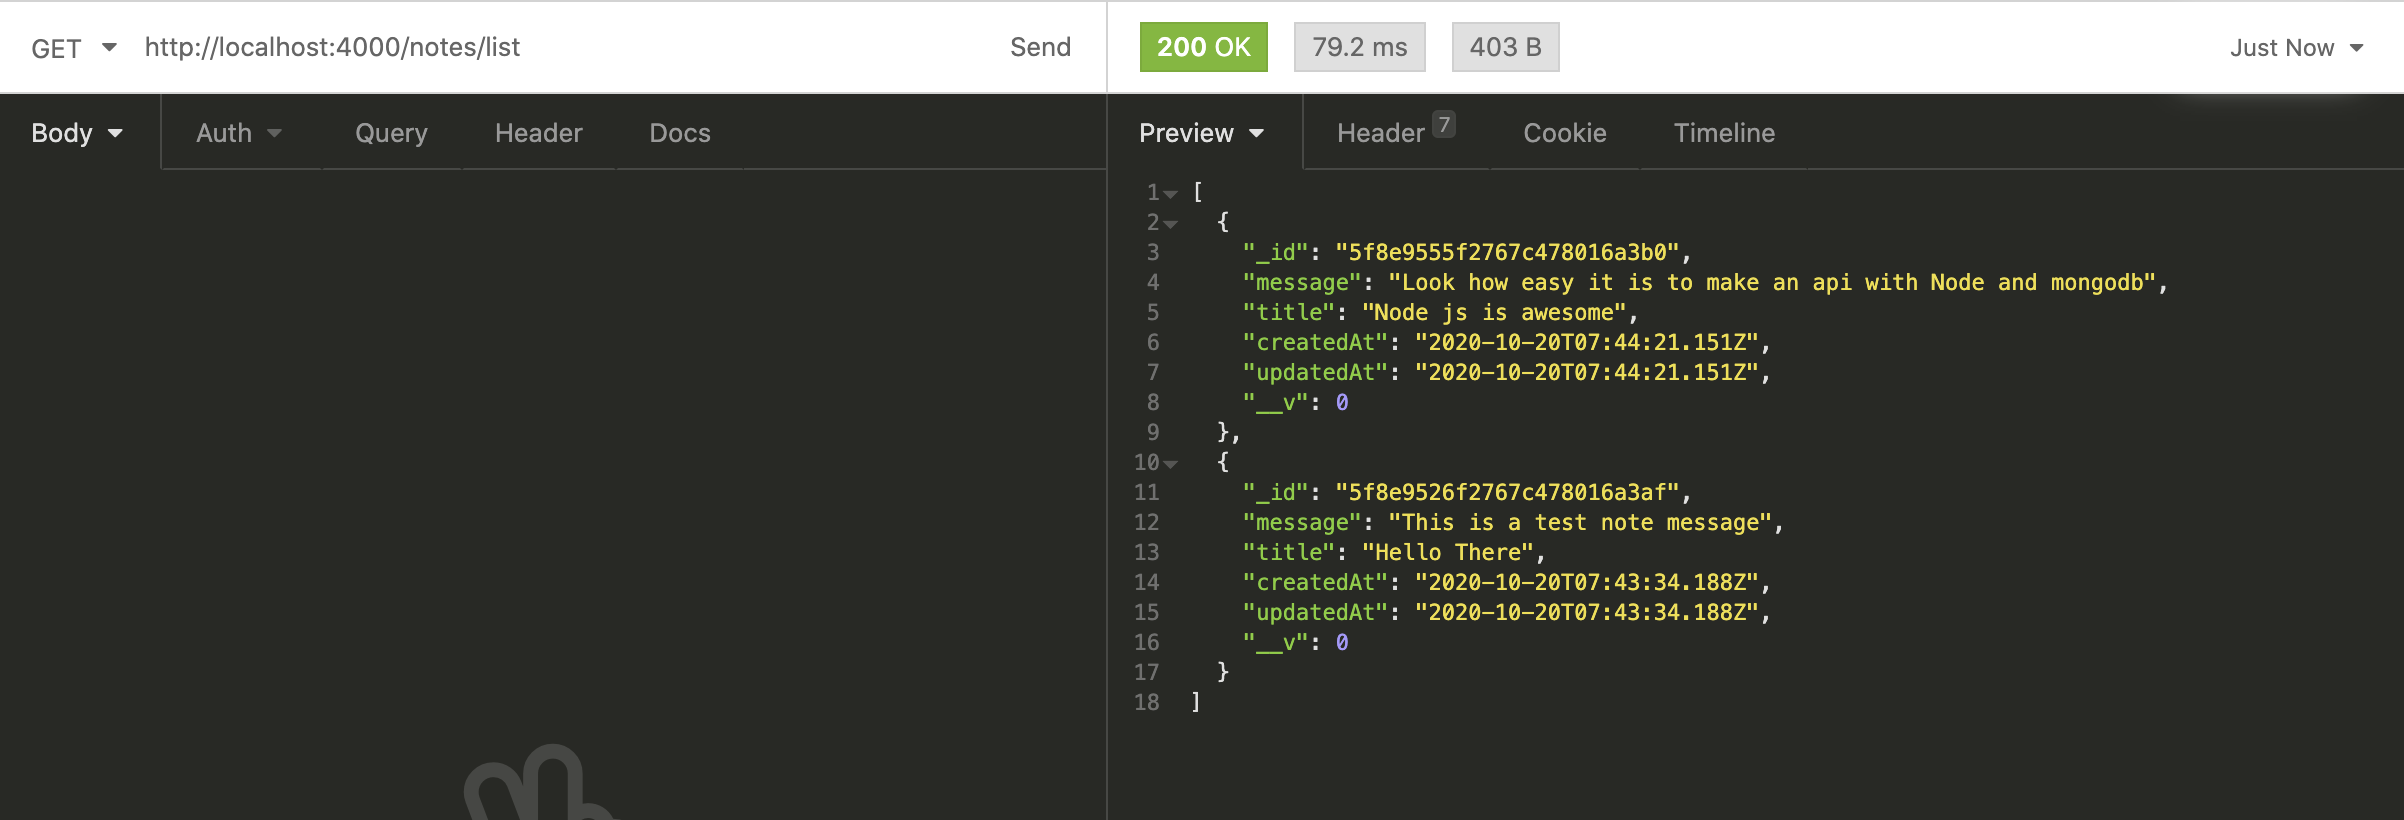 GET http://localhost:4000/notes/list Send
200 OK 79.2 ms 403 B Just Now
Body Auth Query Header Docs
Preview Header 7 Cookie Timeline
1 [
2 {
3 "_id": "5f8e9555f2767c478016a3b0",
4 "message": "Look how easy it is to make an api with Node and mongodb",
5 "title": "Node js is awesome",
6 "createdAt": "2020-10-20T07:44:21.151Z",
7 "updatedAt": "2020-10-20T07:44:21.151Z",
8 "__v": 0
9 },
10 {
11 "_id": "5f8e9526f2767c478016a3af",
12 "message": "This is a test note message",
13 "title": "Hello There",
14 "createdAt": "2020-10-20T07:43:34.188Z",
15 "updatedAt": "2020-10-20T07:43:34.188Z",
16 "__v": 0
17 }
18 ]